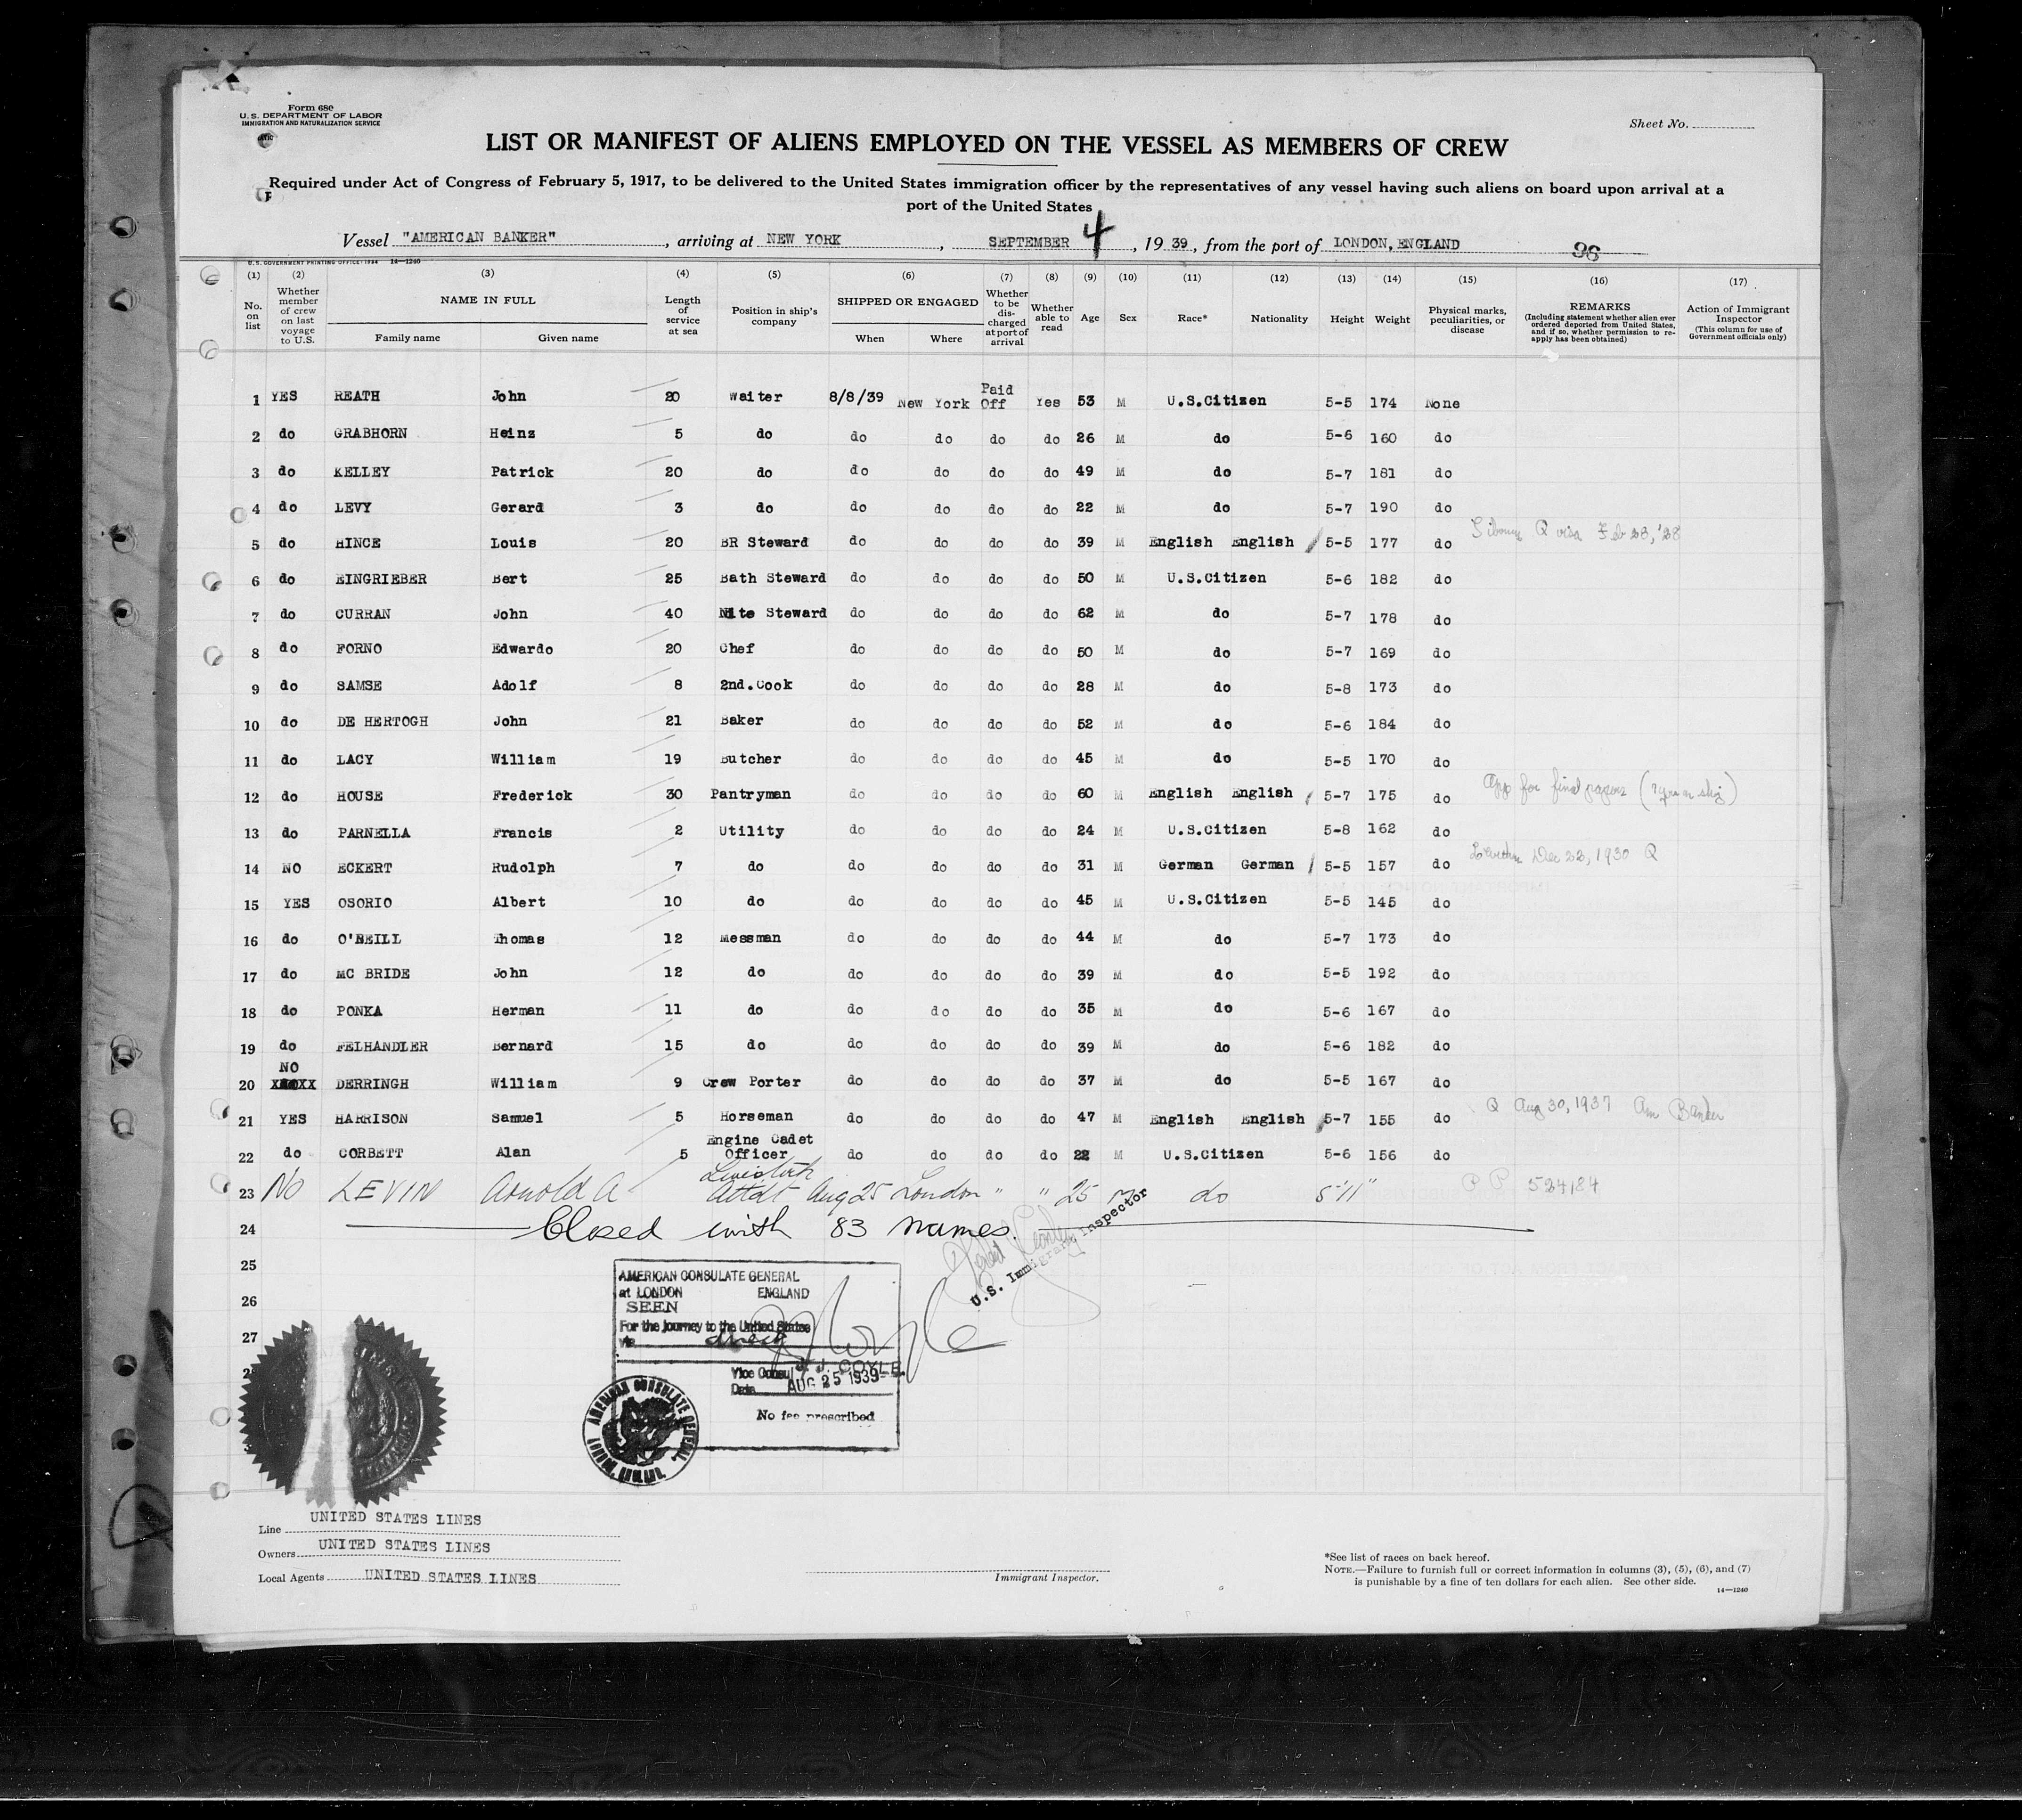 Form 680
U. S. DEPARTMENT OF LABOR
IMMIGRATION AND NATURALIZATION SERVICE
Sheet No.
LIST OR MANIFEST OF ALIENS EMPLOYED ON THE VESSEL AS MEMBERS OF CREW
Required under Act of Congress of February 5, 1917, to be delivered to the United States immigration officer by the representatives of any vessel having such aliens on board upon arrival at a
port of the United States
Vessel "AMERICAN BANKER", arriving at NEW YORK, SEPTEMBER 4, 1939, from the port of LONDON, ENGLAND
U. S. GOVERNMENT PRINTING OFFICE: 1934 14—1240
(1) (2) (3) (4) (5) (6) (7) (8) (9) (10) (11) (12) (13) (14) (15) (16) (17)
No. on list
Whether member of crew on last voyage to U.S.
NAME IN FULL
Family name Given name
Length of service at sea
Position in ship's company
SHIPPED OR ENGAGED
When Where
Whether to be discharged at port of arrival
Whether able to read
Age Sex Race* Nationality Height Weight
Physical marks, peculiarities, or disease
REMARKS
(Including statement whether alien ever ordered deported from United States, and if so, whether permission to reapply has been obtained)
Action of Immigrant Inspector
(This column for use of Government officials only)
1 YES REATH John 20 Waiter 8/8/39 New York Paid Off Yes 53 M U.S.Citizen 5-5 174 None
2 do GRABHORN Heinz 5 do do do do do 26 M do 5-6 160 do
3 do KELLEY Patrick 20 do do do do do 49 M do 5-7 181 do
4 do LEVY Gerard 3 do do do do do 22 M do 5-7 190 do
5 do HINCE Louis 20 BR Steward do do do do 39 M English English 5-5 177 do Q visa Feb 23, '38
6 do EINGRIEBER Bert 25 Bath Steward do do do do 50 M U.S.Citizen 5-6 182 do
7 do CURRAN John 40 Nite Steward do do do do 62 M do 5-7 178 do
8 do FORNO Edwardo 20 Chef do do do do 50 M do 5-7 169 do
9 do SAMSE Adolf 8 2nd.Cook do do do do 28 M do 5-8 173 do
10 do DE HERTOGH John 21 Baker do do do do 52 M do 5-6 184 do
11 do LACY William 19 Butcher do do do do 45 M do 5-5 170 do
12 do HOUSE Frederick 30 Pantryman do do do do 60 M English English 5-7 175 do App for final papers
13 do PARNELLA Francis 2 Utility do do do do 24 M U.S.Citizen 5-8 162 do
14 NO ECKERT Rudolph 7 do do do do do 31 M German German 5-5 157 do Dec 22, 1930 Q
15 YES OSORIO Albert 10 do do do do do 45 M U.S.Citizen 5-5 145 do
16 do O'NEILL Thomas 12 Messman do do do do 44 M do 5-7 173 do
17 do MC BRIDE John 12 do do do do do 39 M do 5-5 192 do
18 do PONKA Herman 11 do do do do do 35 M do 5-6 167 do
19 do FELHANDLER Bernard 15 do do do do do 39 M do 5-6 182 do
20 NO DERRINGH William 9 Crew Porter do do do do 37 M do 5-5 167 do
21 YES HARRISON Samuel 5 Horseman do do do do 47 M English English 5-7 155 do Q Aug 30, 1937 Am Banker
22 do CORBETT Alan 5 Engine Cadet Officer do do do do 22 M U.S.Citizen 5-6 156 do
23 No LEVIN Arnold A Livestock Attdt Aug 25 London " " 25 m do 5'11" P P 524184
24 Closed with 83 names.
U.S. Immigrant Inspector
25
26
27
AMERICAN CONSULATE GENERAL
at LONDON ENGLAND
SEEN
For the journey to the United States
via direct
J. J. COYLE.
Vice Consul
Date AUG 25 1939
No fee prescribed
AMERICAN CONSULATE GENERAL.
Line UNITED STATES LINES
Owners UNITED STATES LINES
Local Agents UNITED STATES LINES
Immigrant Inspector.
*See list of races on back hereof.
NOTE.—Failure to furnish full or correct information in columns (3), (5), (6), and (7)
is punishable by a fine of ten dollars for each alien. See other side.
14—1240